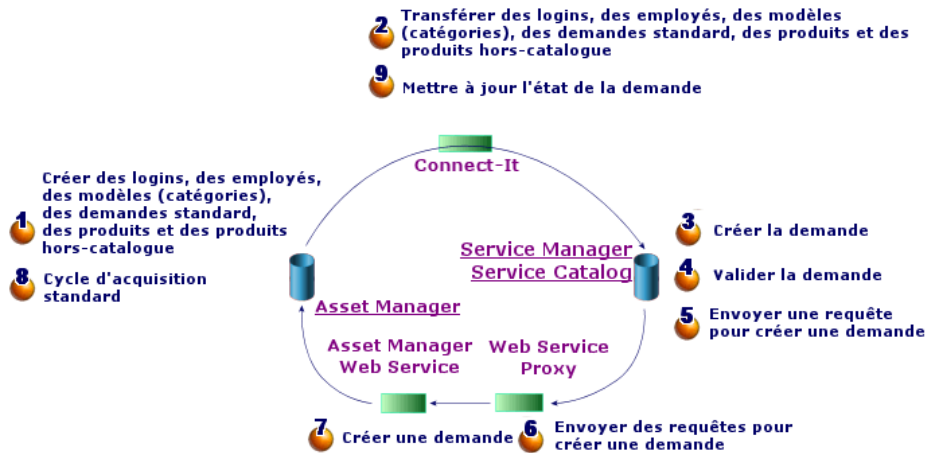 2 Transférer des logins, des employés, des modèles
(catégories), des demandes standard, des produits et des
produits hors-catalogue
9 Mettre à jour l'état de la demande
Connect-It
Créer des logins, des employés,
des modèles (catégories),
1 des demandes standard,
des produits et des produits
hors-catalogue
8 Cycle d'acquisition
standard
Asset Manager
Service Manager
Service Catalog
3 Créer la demande
4 Valider la demande
5 Envoyer une requête
pour créer une demande
Asset Manager
Web Service
Web Service
Proxy
7 Créer une demande
6 Envoyer des requêtes pour
créer une demande